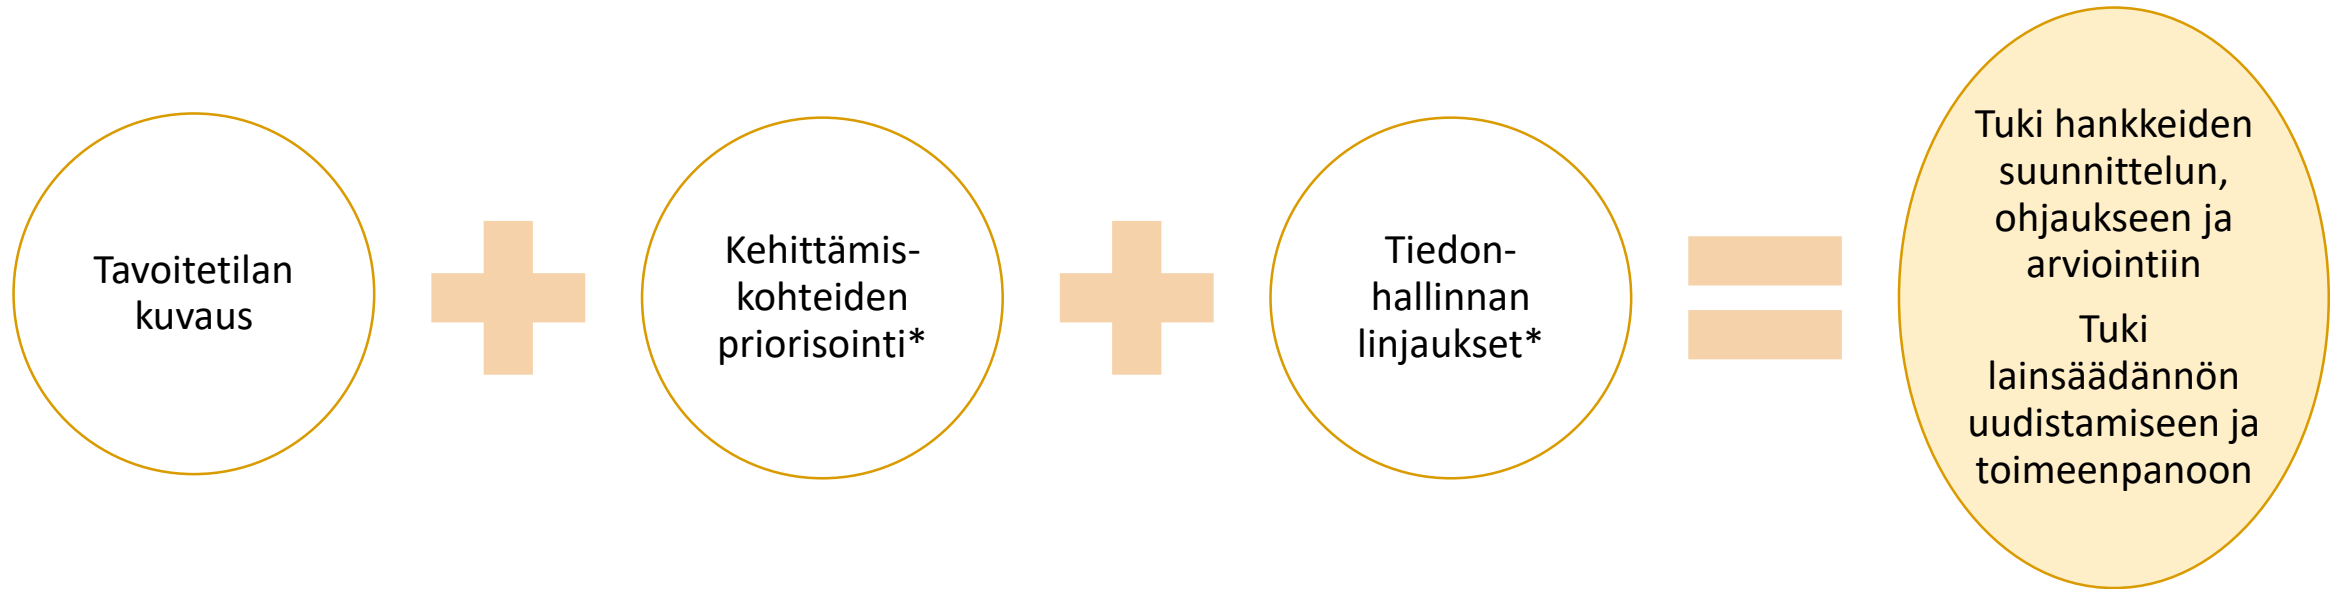 Tavoitetilan
kuvaus
Kehittämis-
kohteiden
priorisointi*
Tiedon-
hallinnan
linjaukset*
Tuki hankkeiden
suunnittelun,
ohjaukseen ja
arviointiin
Tuki
lainsäädännön
uudistamiseen ja
toimeenpanoon